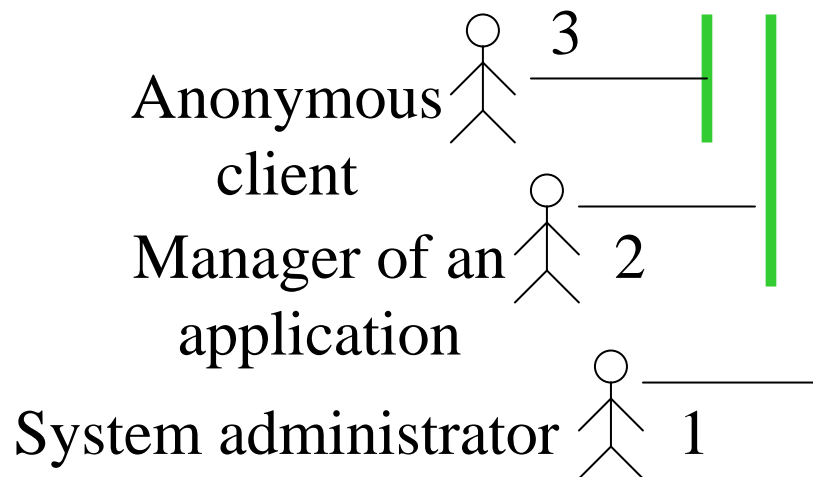 3
Anonymous
client
Manager of an
2
application
System administrator
1